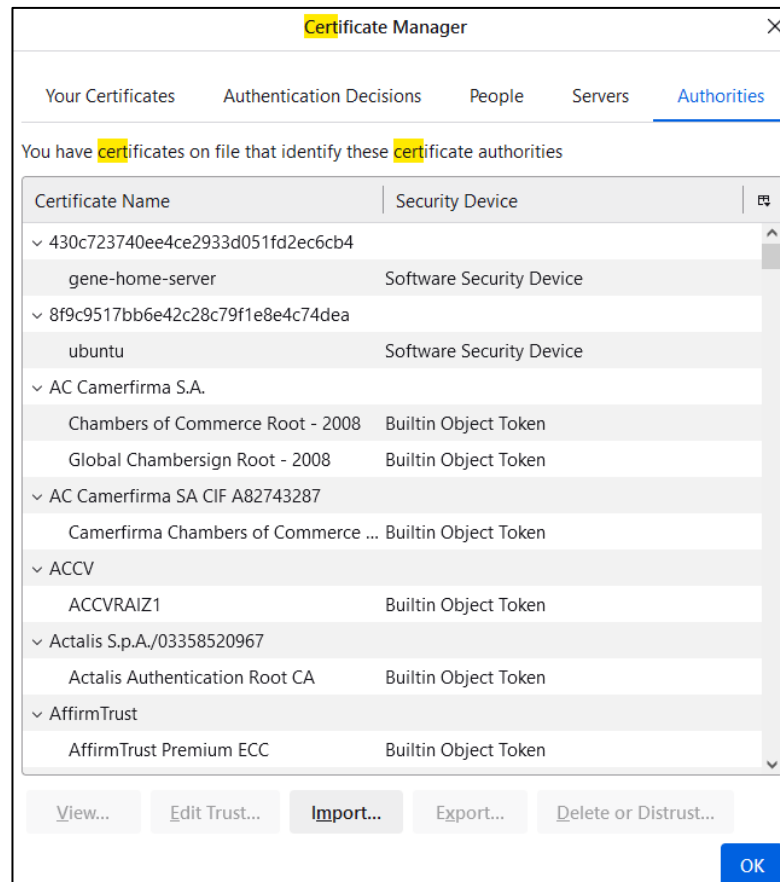 Certificate Manager
Your Certificates Authentication Decisions People Servers Authorities
You have certificates on file that identify these certificate authorities
Certificate Name Security Device
430c723740ee4ce2933d051fd2ec6cb4
gene-home-server Software Security Device
8f9c9517bb6e42c28c79f1e8e4c74dea
ubuntu Software Security Device
AC Camerfirma S.A.
Chambers of Commerce Root - 2008 Builtin Object Token
Global Chambersign Root - 2008 Builtin Object Token
AC Camerfirma SA CIF A82743287
Camerfirma Chambers of Commerce ... Builtin Object Token
ACCV
ACCVRAIZ1 Builtin Object Token
Actalis S.p.A./03358520967
Actalis Authentication Root CA Builtin Object Token
AffirmTrust
AffirmTrust Premium ECC Builtin Object Token
View... Edit Trust... Import... Export... Delete or Distrust...
OK